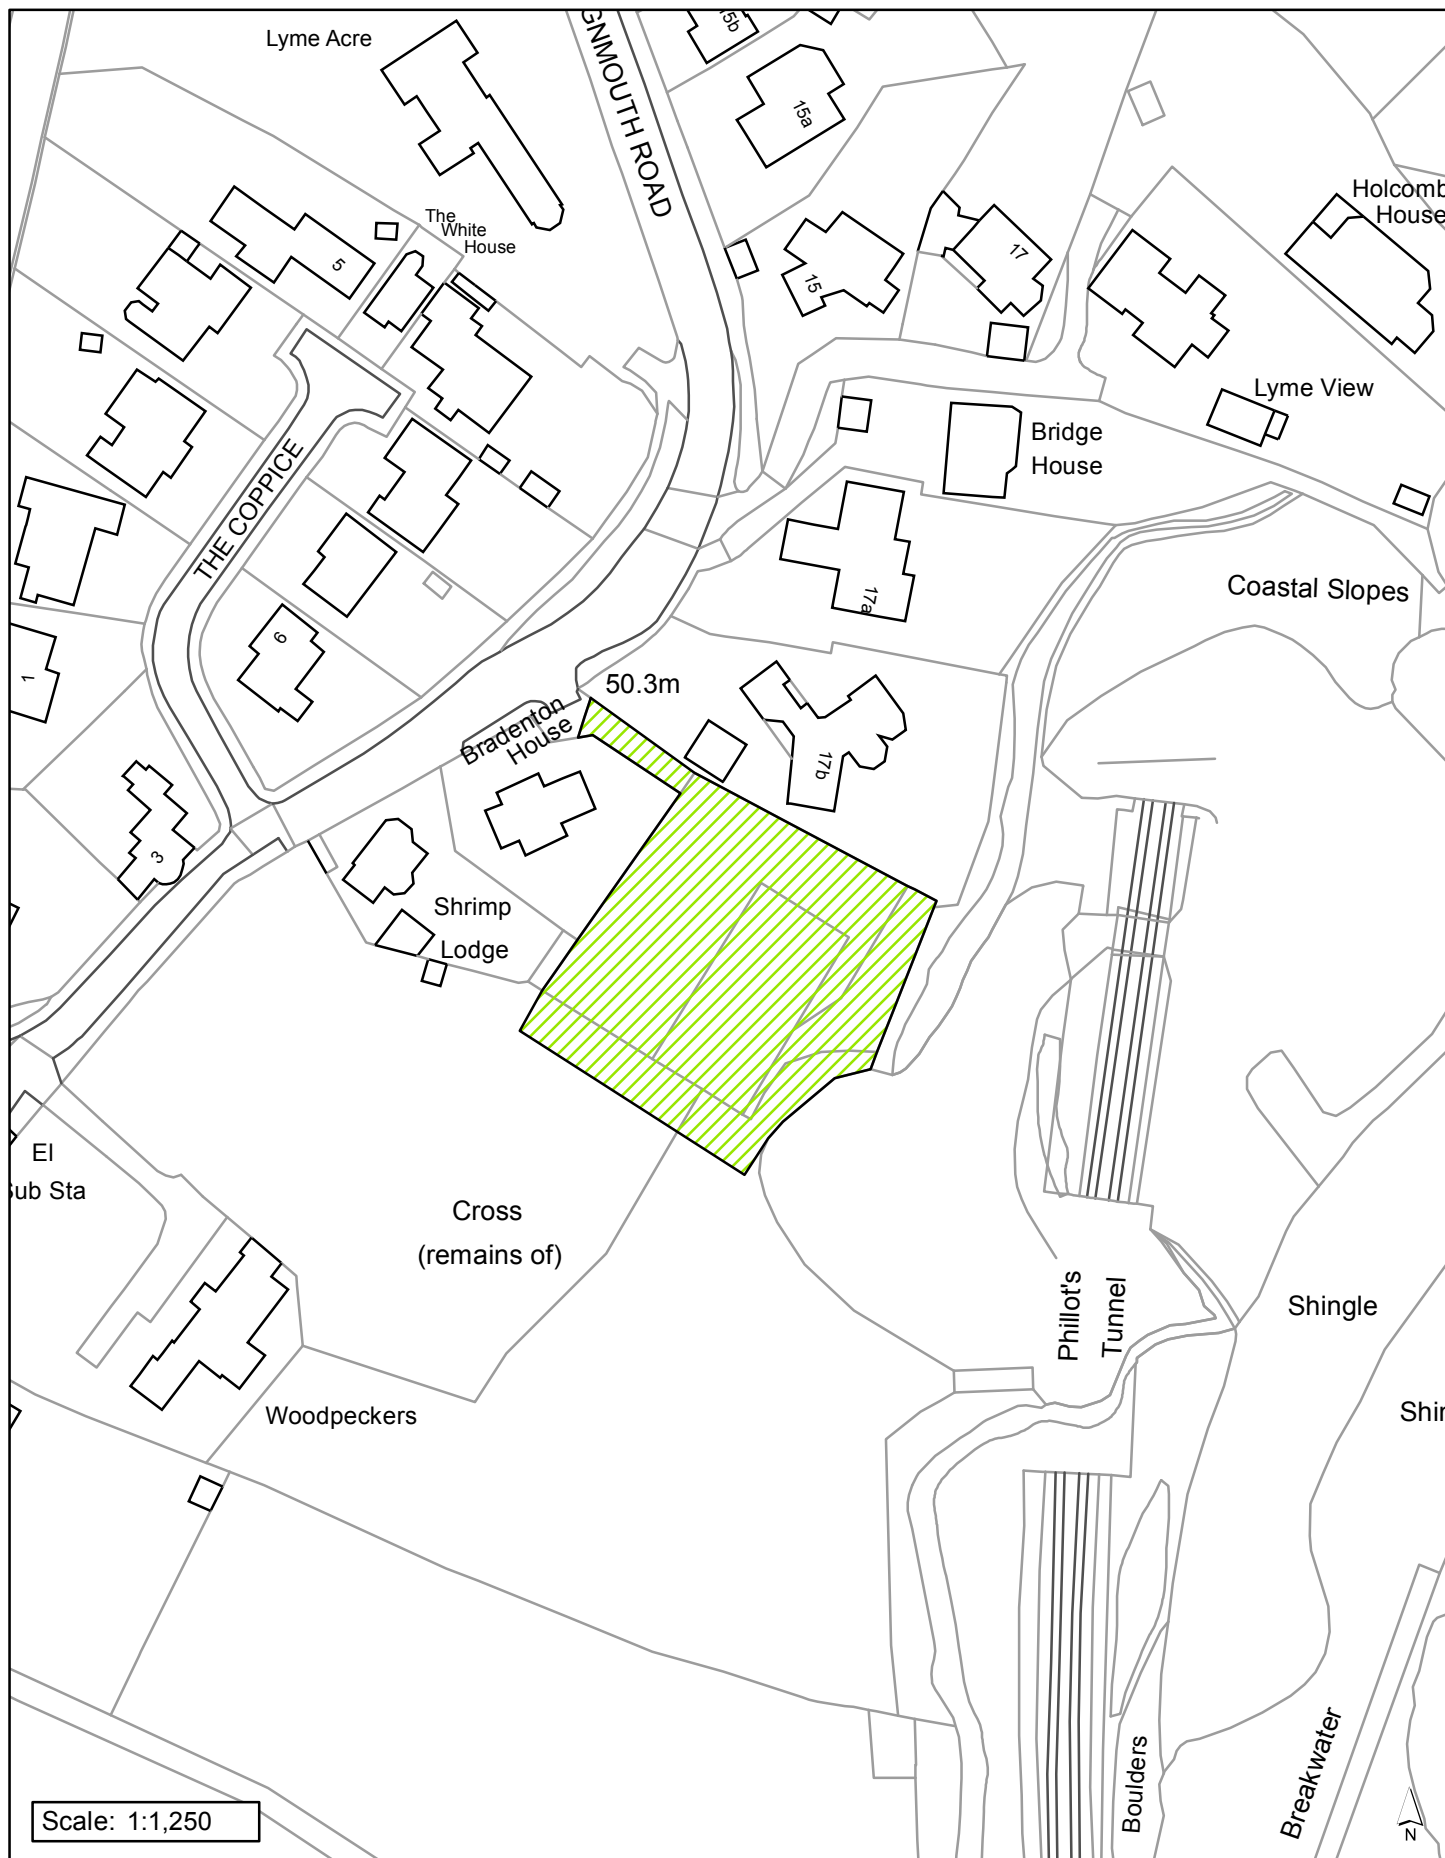 Lyme Acre
GNMOUTH ROAD
15b
15a
Holcomb
House
The
White
House
5
15
17
Lyme View
Bridge
House
THE COPPICE
Coastal Slopes
17a
6
1
50.3m
Bradenton
House
17b
3
Shrimp
Lodge
El
Sub Sta
Cross
(remains of)
Phillot's
Tunnel
Shingle
Woodpeckers
Shin
Boulders
Breakwater
Scale: 1:1,250
N